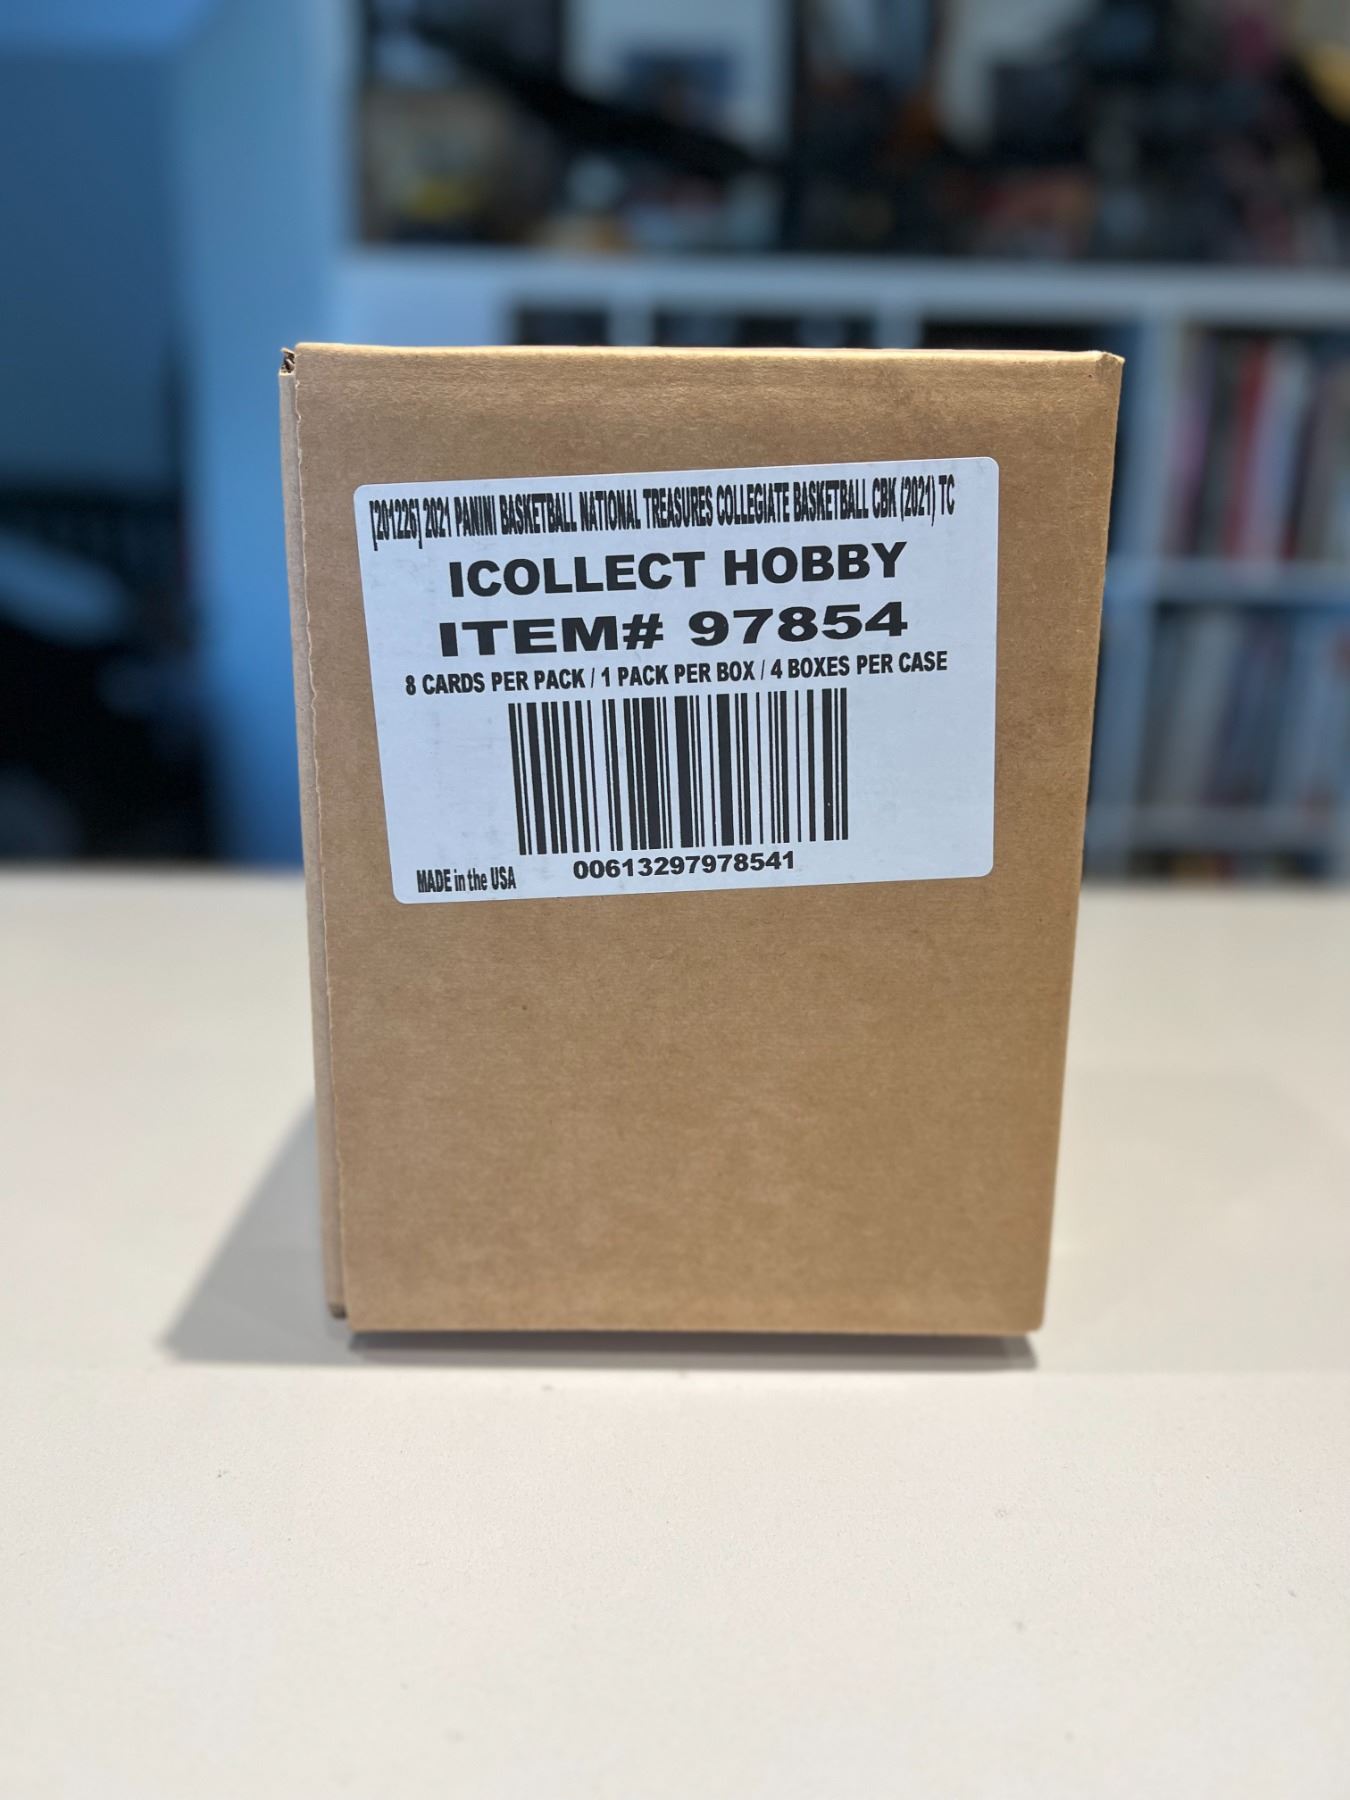 [201226] 2021 PANINI BASKETBALL NATIONAL TREASURES COLLEGIATE BASKETBALL CBK (2021) TC
ICOLLECT HOBBY
ITEM# 97854
8 CARDS PER PACK / 1 PACK PER BOX / 4 BOXES PER CASE
00613297978541
MADE in the USA